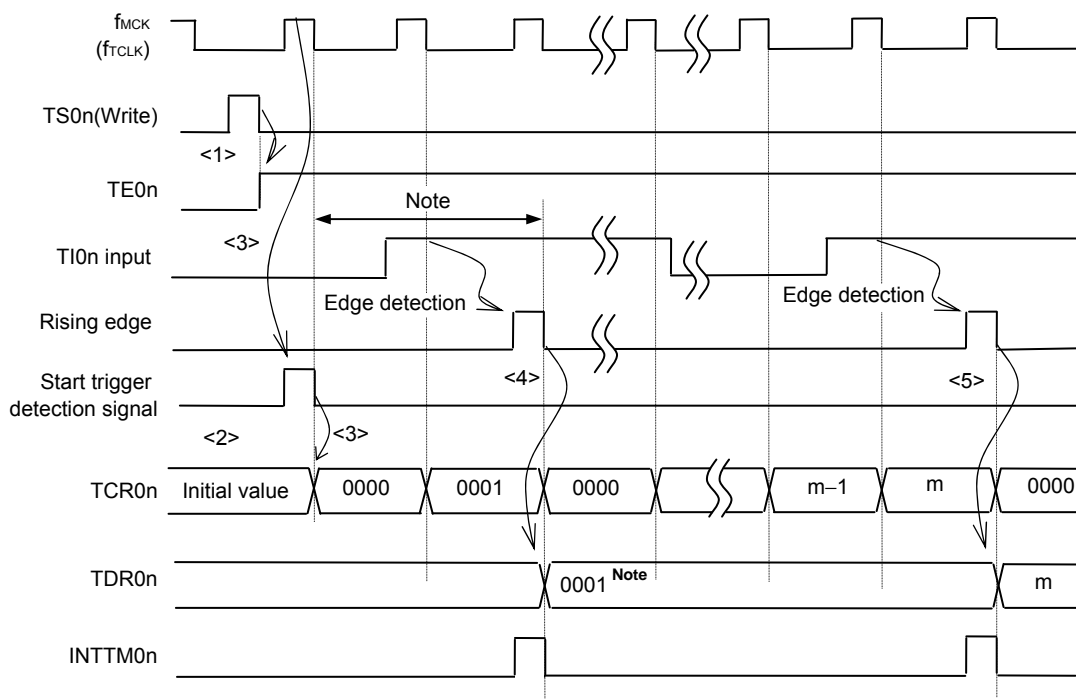 fMCK
(fTCLK)
TS0n(Write)
<1>
TE0n
Note
<3>
TI0n input
Edge detection
Edge detection
Rising edge
<4>
<5>
Start trigger
detection signal
<2>
<3>
TCR0n
Initial value
0000
0001
0000
m−1
m
0000
TDR0n
0001 Note
m
INTTM0n